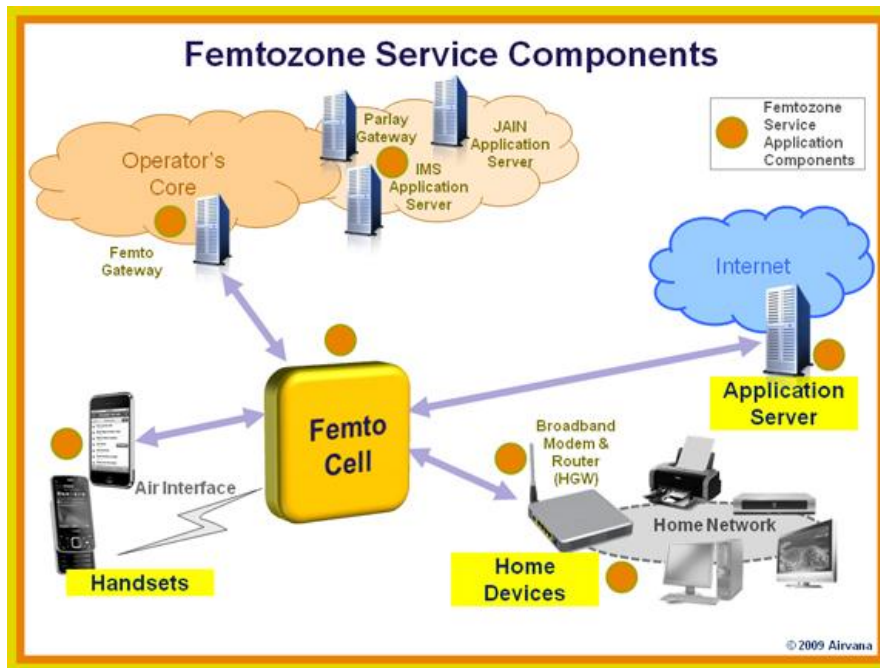 Femtozone Service Components
Parlay
Gateway
JAIN
Application
Server
IMS
Application
Server
Operator's
Core
Femto
Gateway
Femtozone
Service
Application
Components
Internet
Application
Server
Femto
Cell
Broadband
Modem &
Router
(HGW)
Air Interface
Home Network
Handsets
Home
Devices
© 2009 Airvana